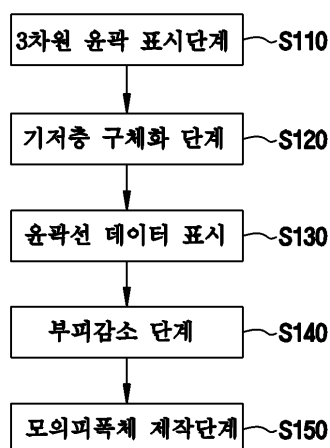 3차원 윤곽 표시단계 S110
기저층 구체화 단계 S120
윤곽선 데이터 표시 S130
부피감소 단계 S140
모의피폭체 제작단계 S150